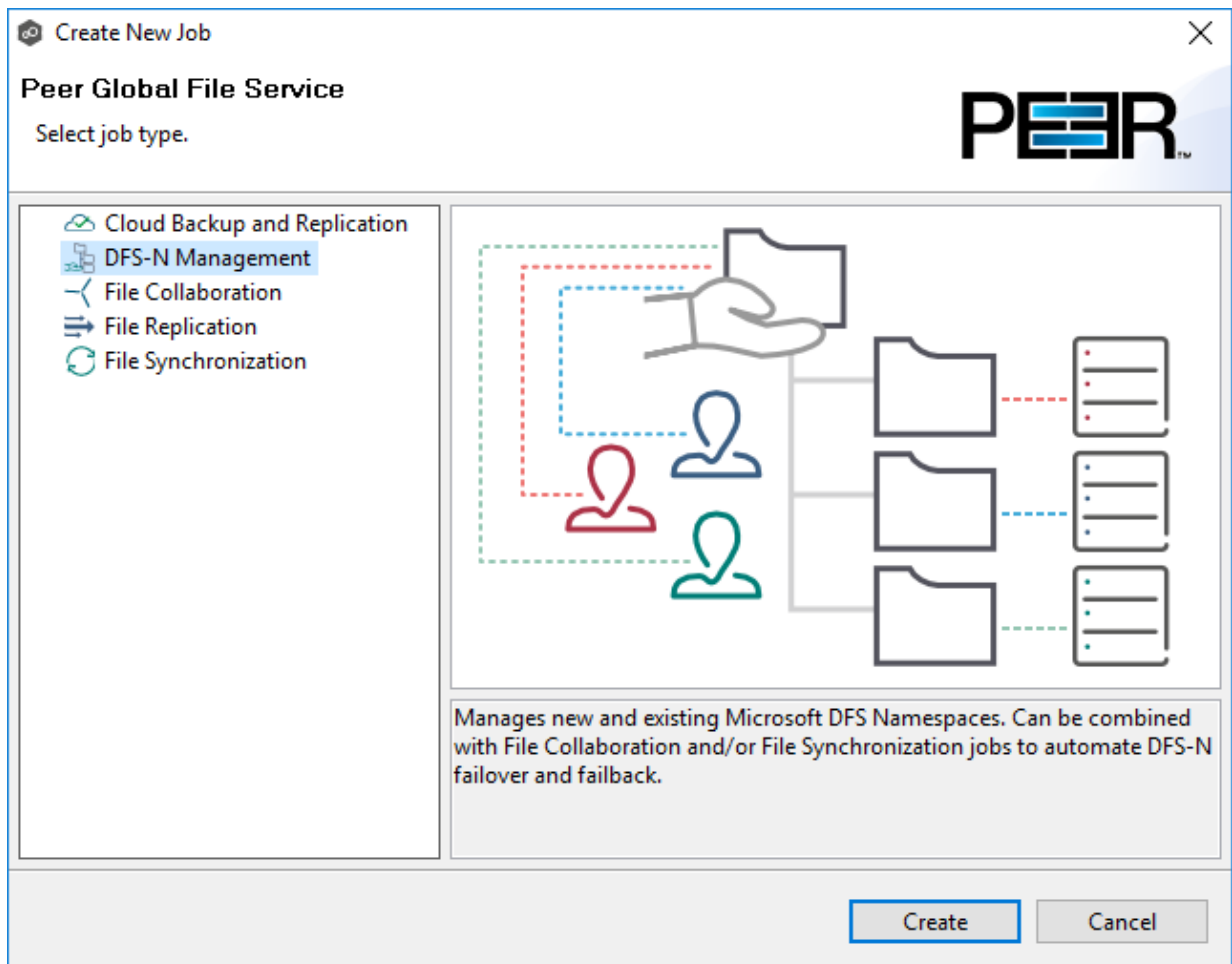 Create New Job
Peer Global File Service
Select job type.
PEER™
Cloud Backup and Replication
DFS-N Management
File Collaboration
File Replication
File Synchronization
Manages new and existing Microsoft DFS Namespaces. Can be combined
with File Collaboration and/or File Synchronization jobs to automate DFS-N
failover and failback.
Create
Cancel